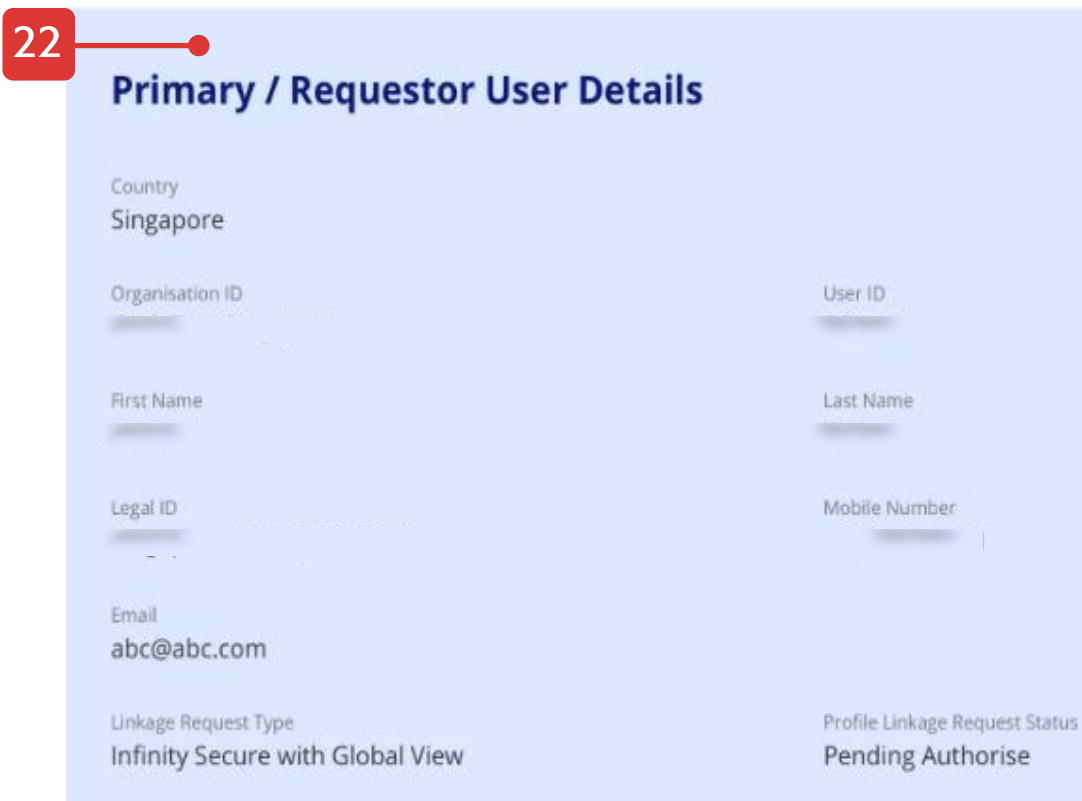 22
Primary / Requestor User Details
Country
Singapore
Organisation ID
User ID
First Name
Last Name
Legal ID
Mobile Number
Email
abc@abc.com
Linkage Request Type
Profile Linkage Request Status
Infinity Secure with Global View
Pending Authorise